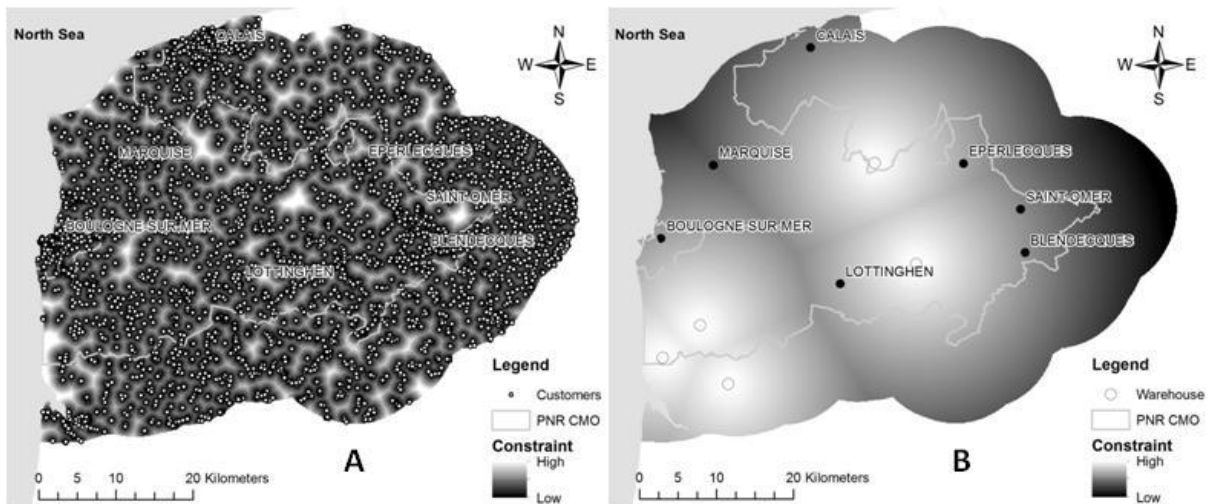 North Sea
CALAIS
N
W E
S
MARQUISE
EPERLECQUES
SAINT-OMER
BOULOGNE SUR MER
BLENDECQUES
LOTTINGHEN
Legend
Customers
PNR CMO
Constraint
High
Low
0 5 10 20 Kilometers
A
North Sea
CALAIS
N
W E
S
MARQUISE
EPERLECQUES
SAINT-OMER
BOULOGNE SUR MER
BLENDECQUES
LOTTINGHEN
Legend
Warehouse
PNR CMO
Constraint
High
Low
0 5 10 20 Kilometers
B